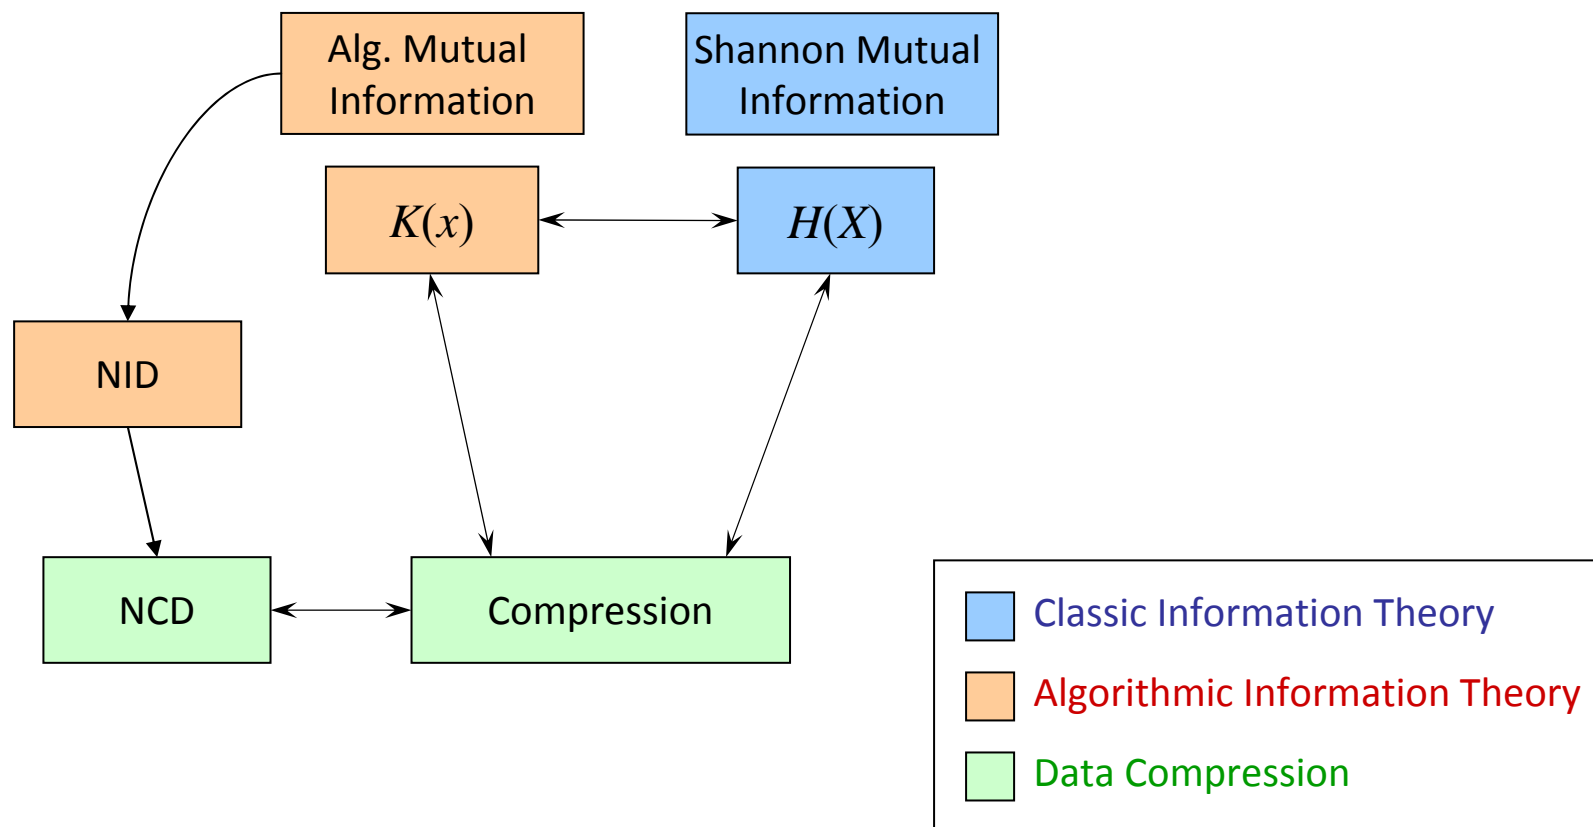 Alg. Mutual
Information
Shannon Mutual
Information
K(x)
H(X)
NID
NCD
Compression
Classic Information Theory
Algorithmic Information Theory
Data Compression